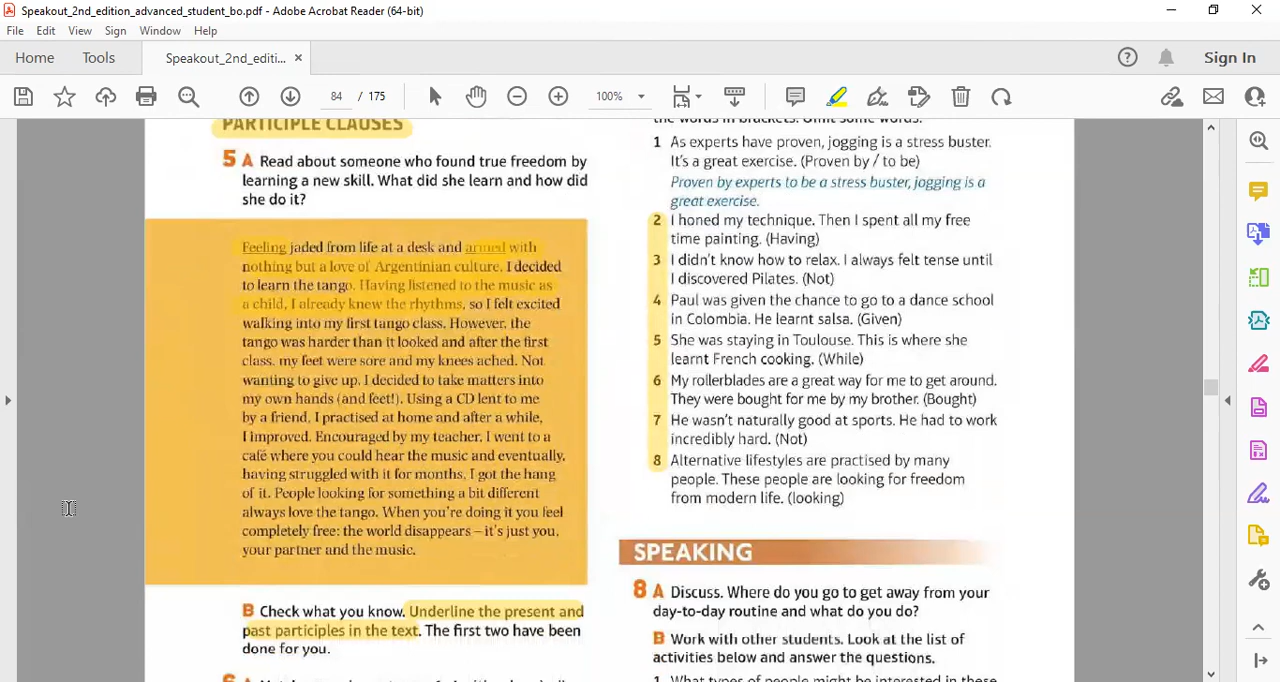 Speakout_2nd_edition_advanced_student_bo.pdf - Adobe Acrobat Reader (64-bit)
File Edit View Sign Window Help
Home Tools Speakout_2nd_editi... × Sign In
84 / 175 100%
PARTICIPLE CLAUSES
5 A Read about someone who found true freedom by
learning a new skill. What did she learn and how did
she do it?
Feeling jaded from life at a desk and armed with
nothing but a love of Argentinian culture, I decided
to learn the tango. Having listened to the music as
a child, I already knew the rhythms, so I felt excited
walking into my first tango class. However, the
tango was harder than it looked and after the first
class, my feet were sore and my knees ached. Not
wanting to give up, I decided to take matters into
my own hands (and feet!). Using a CD lent to me
by a friend, I practised at home and after a while,
I improved. Encouraged by my teacher, I went to a
café where you could hear the music and eventually,
having struggled with it for months, I got the hang
of it. People looking for something a bit different
always love the tango. When you're doing it you feel
completely free: the world disappears – it's just you,
your partner and the music.
B Check what you know. Underline the present and
past participles in the text. The first two have been
done for you.
the words in brackets. Omit some words.
1 As experts have proven, jogging is a stress buster.
It's a great exercise. (Proven by / to be)
Proven by experts to be a stress buster, jogging is a
great exercise.
2 I honed my technique. Then I spent all my free
time painting. (Having)
3 I didn't know how to relax. I always felt tense until
I discovered Pilates. (Not)
4 Paul was given the chance to go to a dance school
in Colombia. He learnt salsa. (Given)
5 She was staying in Toulouse. This is where she
learnt French cooking. (While)
6 My rollerblades are a great way for me to get around.
They were bought for me by my brother. (Bought)
7 He wasn't naturally good at sports. He had to work
incredibly hard. (Not)
8 Alternative lifestyles are practised by many
people. These people are looking for freedom
from modern life. (looking)
SPEAKING
8 A Discuss. Where do you go to get away from your
day-to-day routine and what do you do?
B Work with other students. Look at the list of
activities below and answer the questions.
1 What types of people might be interested in these